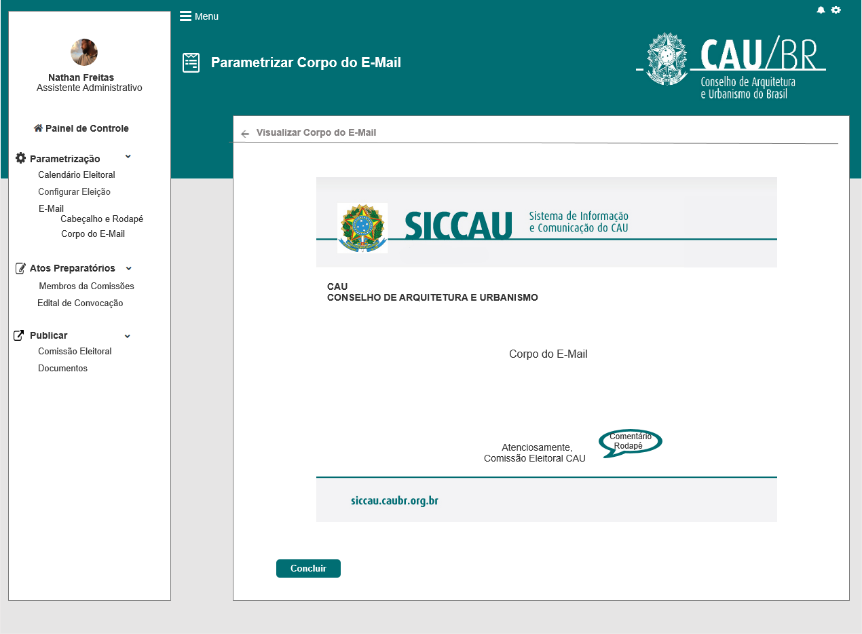 Menu
Nathan Freitas
Assistente Administrativo
Painel de Controle
Parametrização
Calendário Eleitoral
Configurar Eleição
E-Mail
Cabeçalho e Rodapé
Corpo do E-Mail
Atos Preparatórios
Membros da Comissões
Edital de Convocação
Publicar
Comissão Eleitoral
Documentos
Parametrizar Corpo do E-Mail
CAU/BR
Conselho de Arquitetura
e Urbanismo do Brasil
Visualizar Corpo do E-Mail
SICCAU
Sistema de Informação
e Comunicação do CAU
CAU
CONSELHO DE ARQUITETURA E URBANISMO
Corpo do E-Mail
Atenciosamente,
Comissão Eleitoral CAU
Comentário
Rodapé
siccau.caubr.org.br
Concluir